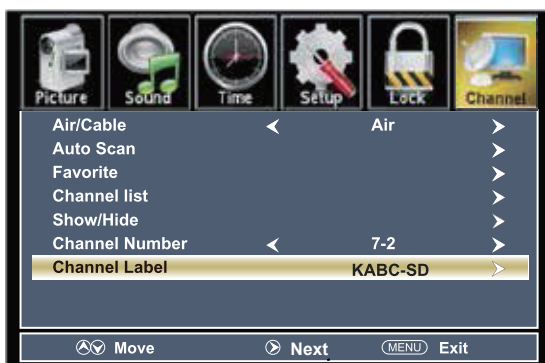 Picture Sound Time Setup Lock Channel
Air/Cable Air
Auto Scan
Favorite
Channel list
Show/Hide
Channel Number 7-2
Channel Label KABC-SD
Move Next MENU Exit